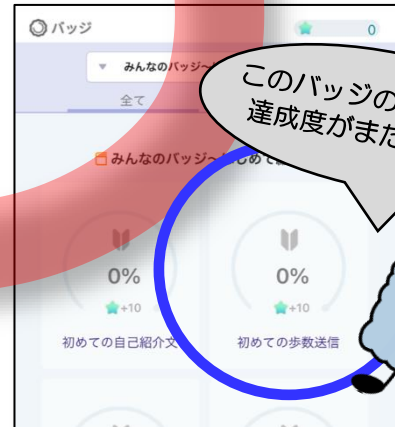 バッジ
0
みんなのバッジ〜
全て
このバッジの
達成度がまだ
みんなのバッジ〜
0%
+10
初めての自己紹介文
0%
+10
初めての歩数送信